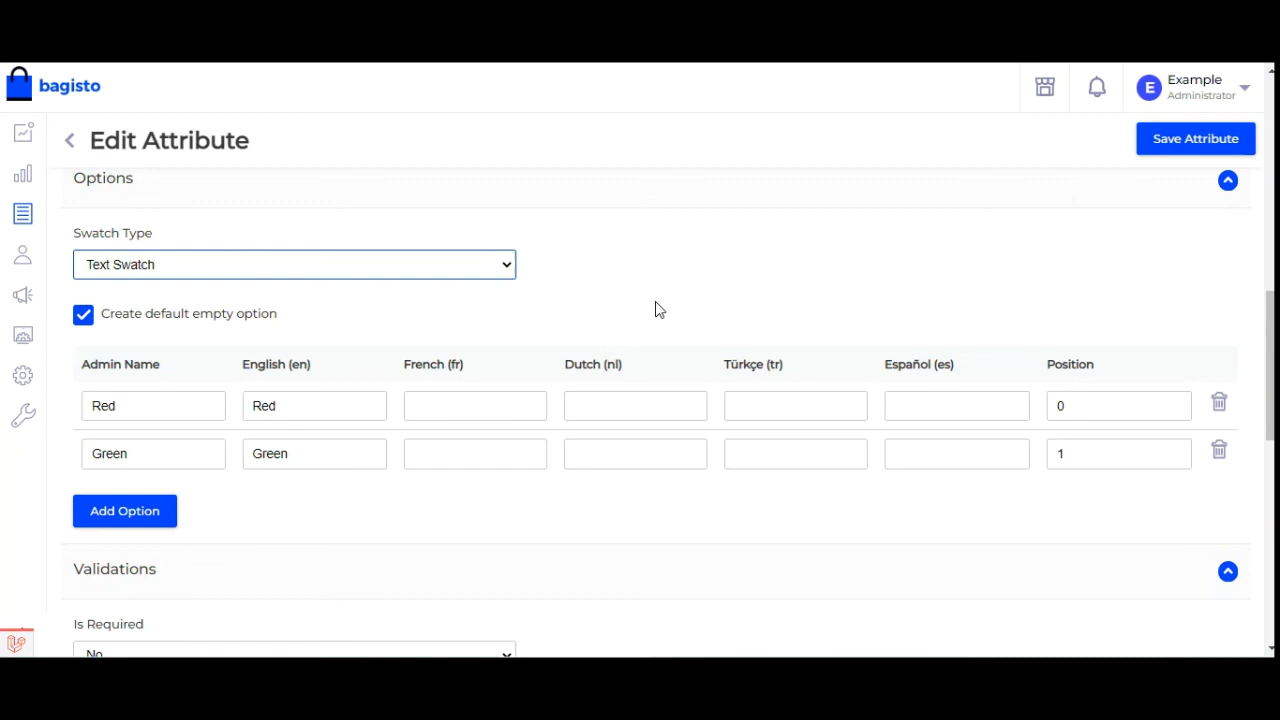 bagisto
Example
E
Administrator
Edit Attribute
Save Attribute
Options
Swatch Type
Text Swatch
Create default empty option
Admin Name English (en) French (fr) Dutch (nl) Türkçe (tr) Español (es) Position
Red Red 0
Green Green 1
Add Option
Validations
Is Required
No